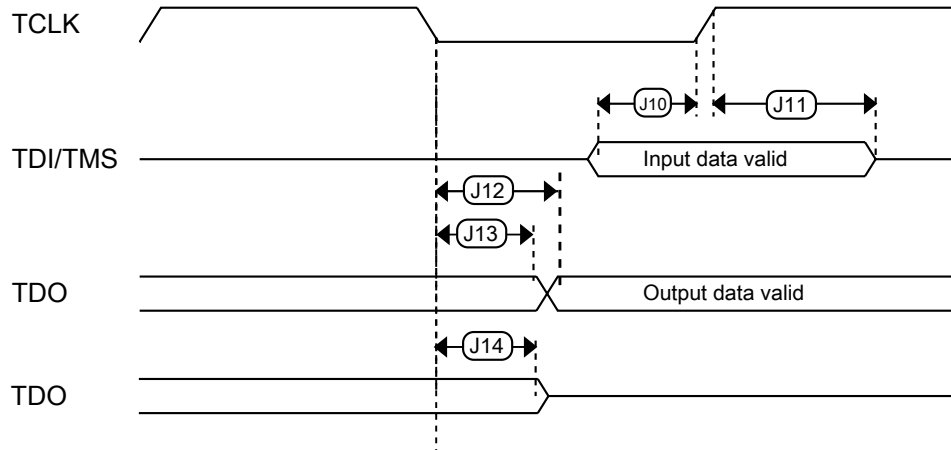 TCLK
J10
J11
TDI/TMS
Input data valid
J12
J13
TDO
Output data valid
J14
TDO